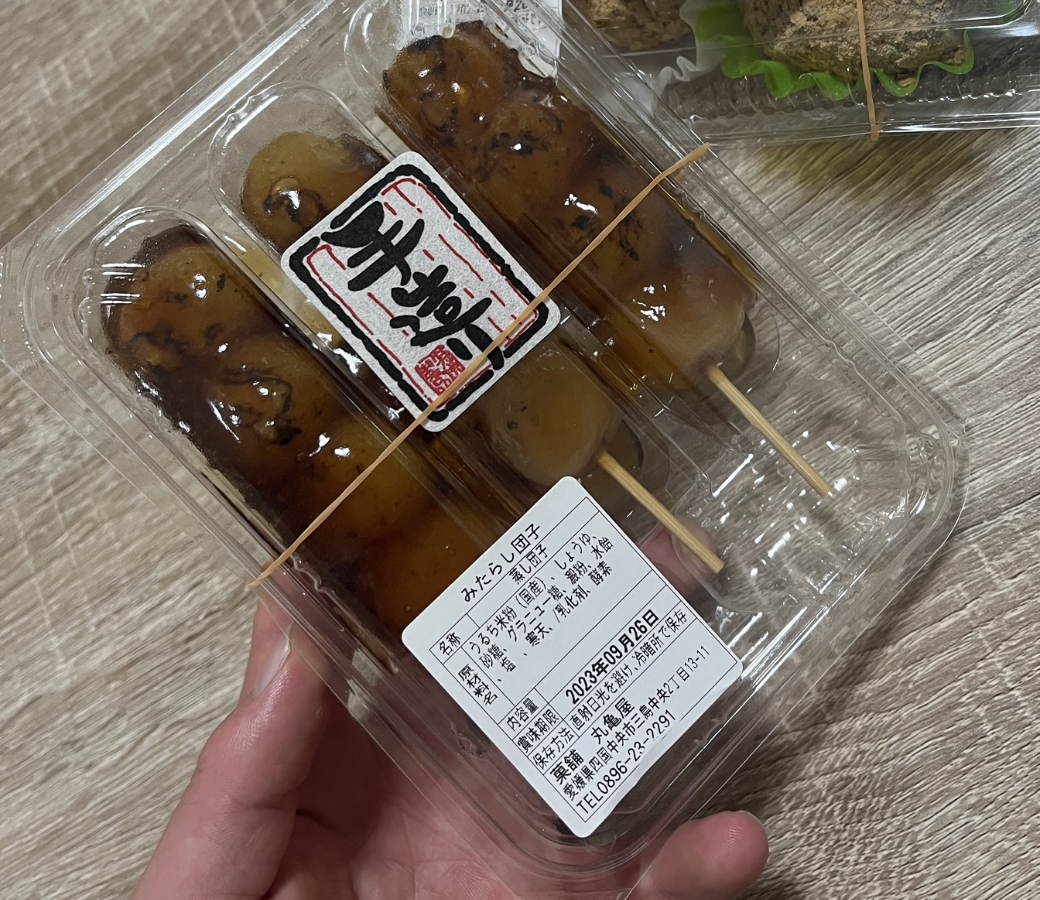 手造り
みたらし団子
名称 蒸し団子
原材料名 うるち米粉(国産)、しょうゆ、
砂糖、グラニュー糖、澱粉、水飴
、塩、寒天、/乳化剤、酵素
内容量
賞味期限 2023年09月26日
保存方法 直射日光を避け、冷暗所で保存
菓舗 丸亀屋
愛媛県四国中央市三島中央2丁目13-11
TEL0896-23-2291